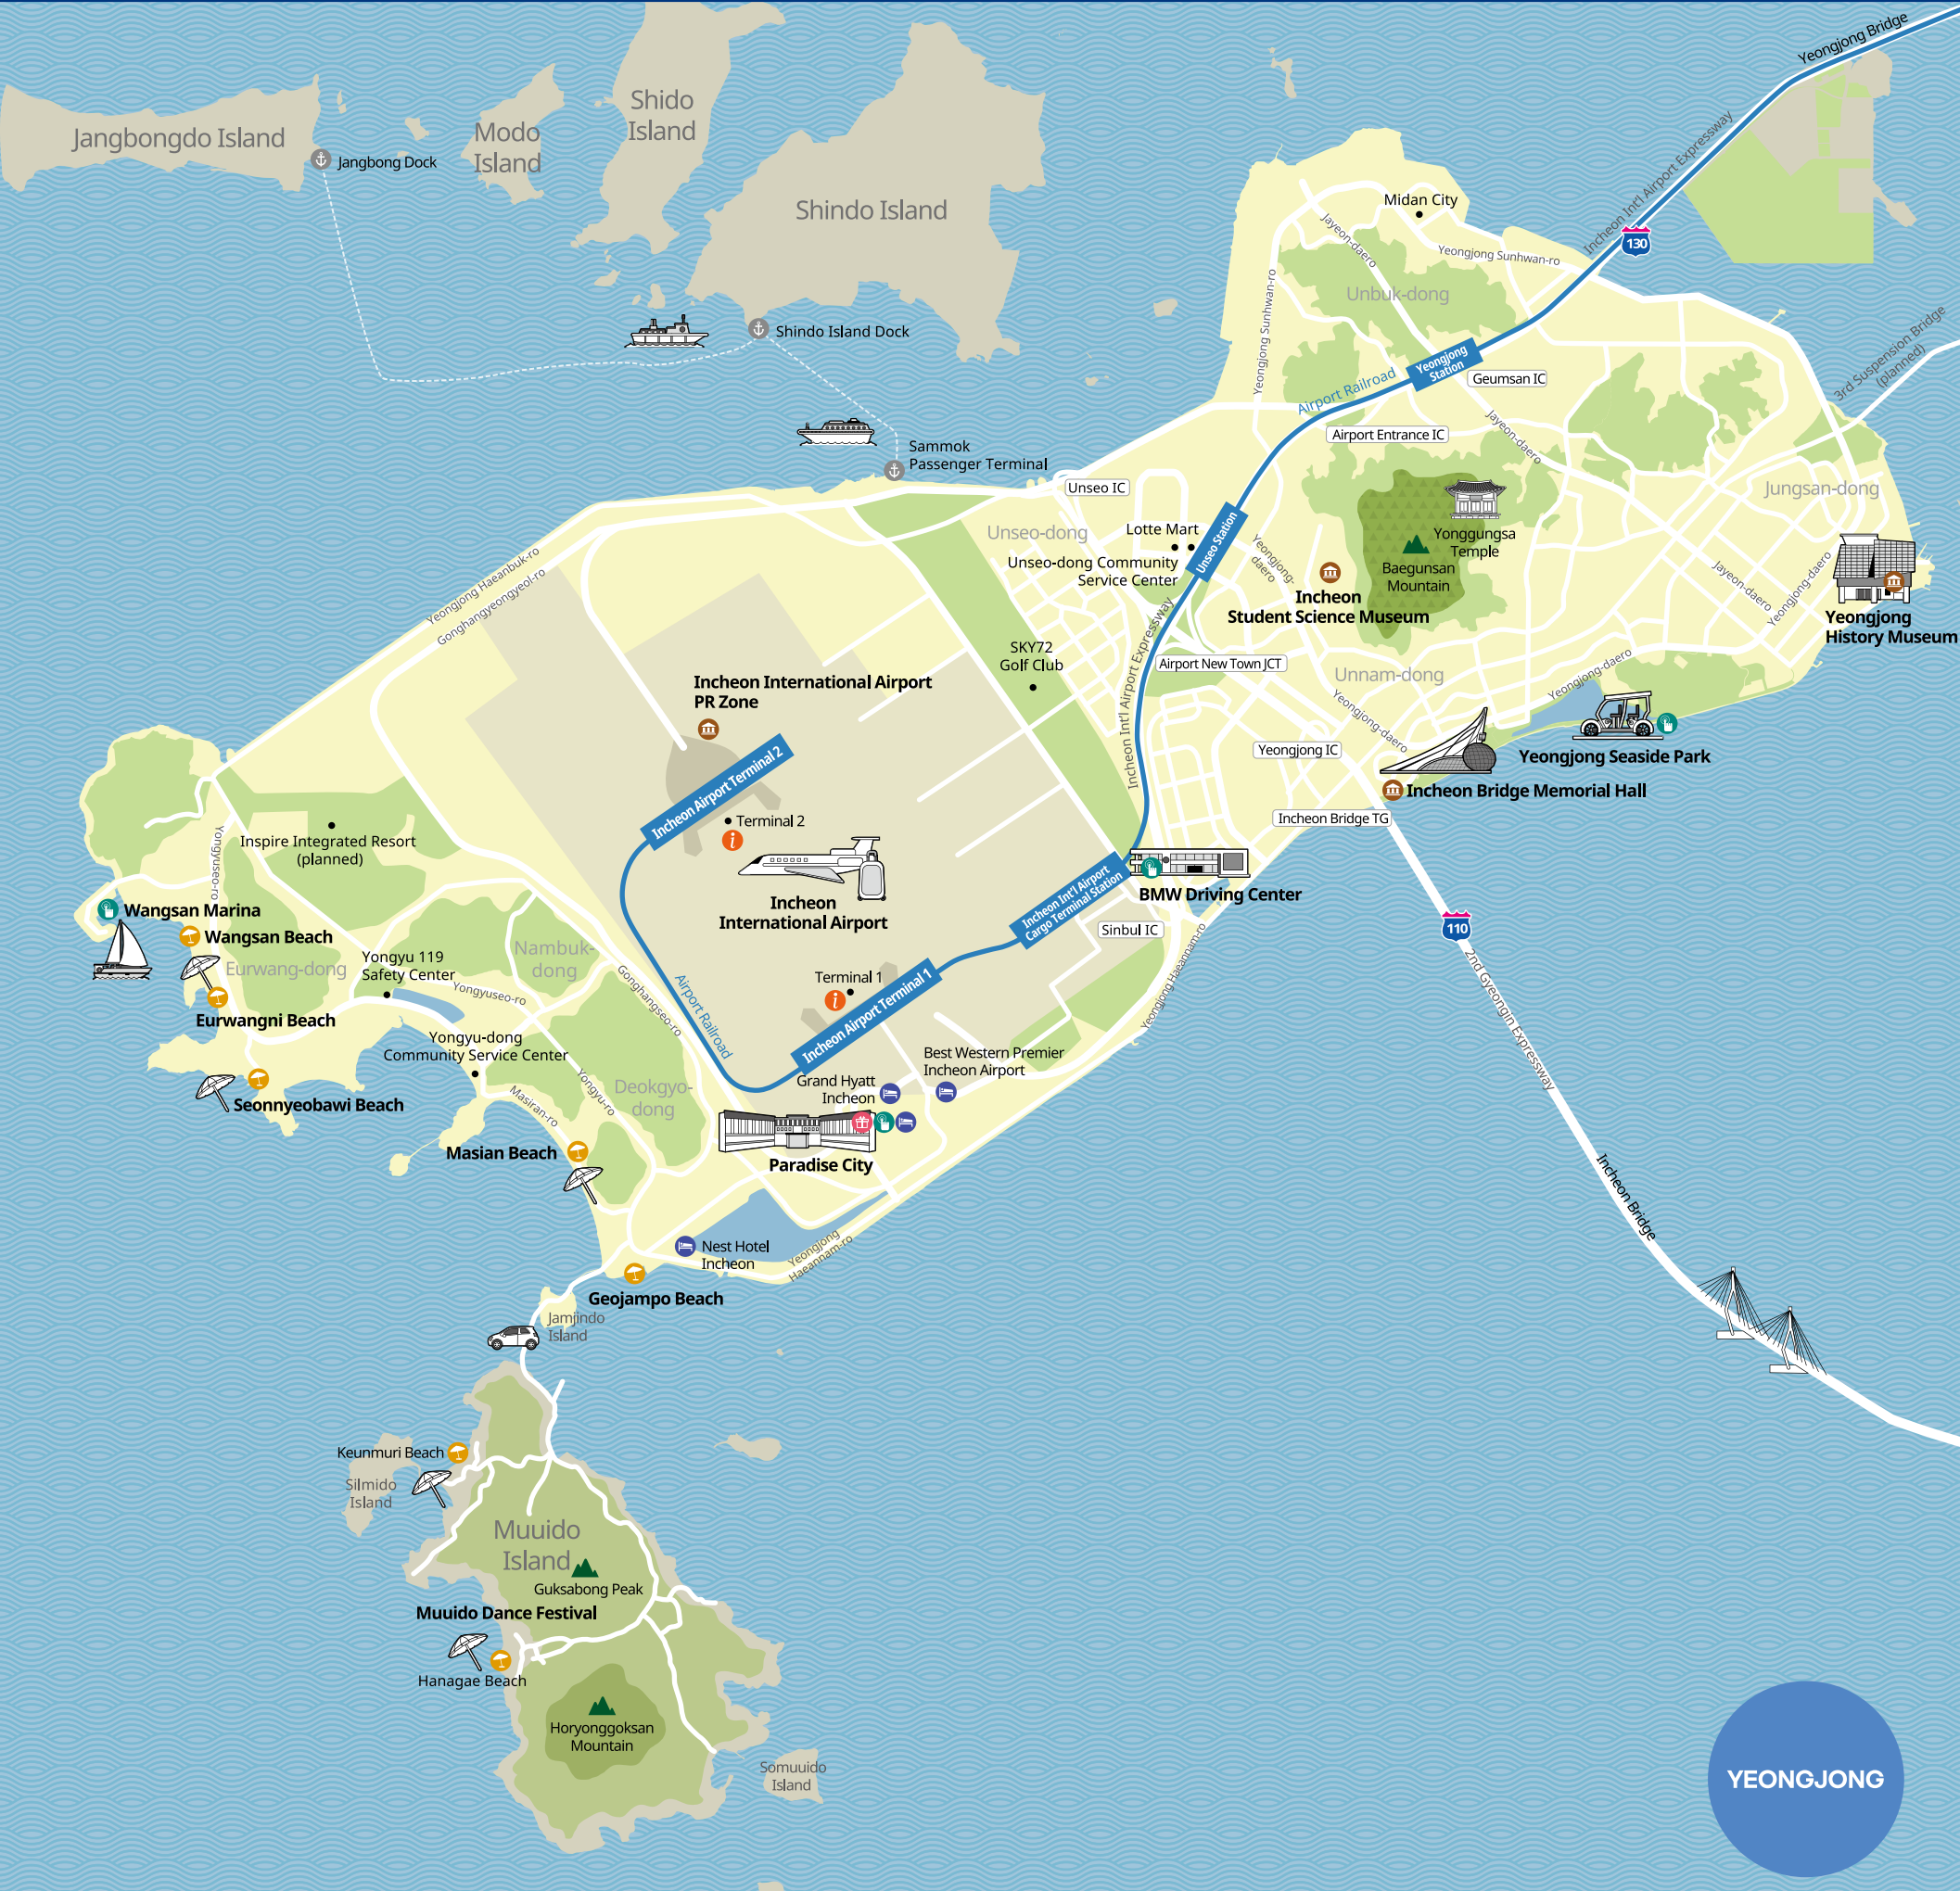 Yeongjong Bridge
Jangbongdo Island
Jangbong Dock
Modo
Island
Shido
Island
Shindo Island
Shindo Island Dock
Sammok
Passenger Terminal
Incheon Int'l Airport Expressway
130
Midan City
Jayeon-daero
Yeongjong Sunhwan-ro
Unbuk-dong
Yeongjong Sunhwan-ro
3rd Suspension Bridge
(planned)
Yeongjong
Station
Geumsan IC
Airport Railroad
Airport Entrance IC
Jayeon-daero
Unseo IC
Jungsan-dong
Unseo-dong
Lotte Mart
Unseo-dong Community
Service Center
Unseo Station
Yeongjong-
daero
Yonggungsa
Temple
Baegunsan
Mountain
Incheon
Student Science Museum
Jayeon-daero
Yeongjong-daero
Yeongjong
History Museum
Yeongjong Haeanbuk-ro
Gonghangyeongyeol-ro
SKY72
Golf Club
Incheon Int'l Airport Expressway
Airport New Town JCT
Unnam-dong
Yeongjong-daero
Yeongjong-daero
Incheon International Airport
PR Zone
Incheon Airport Terminal 2
Terminal 2
Yeongjong IC
Yeongjong Seaside Park
Incheon Bridge Memorial Hall
Incheon Bridge TG
Inspire Integrated Resort
(planned)
Yongyuseo-ro
Incheon
International Airport
Incheon Int'l Airport
Cargo Terminal Station
BMW Driving Center
Sinbul IC
110
2nd Gyeongin Expressway
Wangsan Marina
Wangsan Beach
Eurwang-dong
Yongyu 119
Safety Center
Nambuk-
dong
Yongyuseo-ro
Gonghangseo-ro
Airport Railroad
Terminal 1
Incheon Airport Terminal 1
Yeongjong Haeannam-ro
Eurwangni Beach
Yongyu-dong
Community Service Center
Seonnyeobawi Beach
Masiran-ro
Yongyu-ro
Deokgyo-
dong
Grand Hyatt
Incheon
Best Western Premier
Incheon Airport
Masian Beach
Paradise City
Incheon Bridge
Nest Hotel
Incheon
Yeongjong
Haeannam-ro
Geojampo Beach
Jamjindo
Island
Keunmuri Beach
Silmido
Island
Muuido
Island
Guksabong Peak
Muuido Dance Festival
Hanagae Beach
Horyonggoksan
Mountain
Somuuido
Island
YEONGJONG